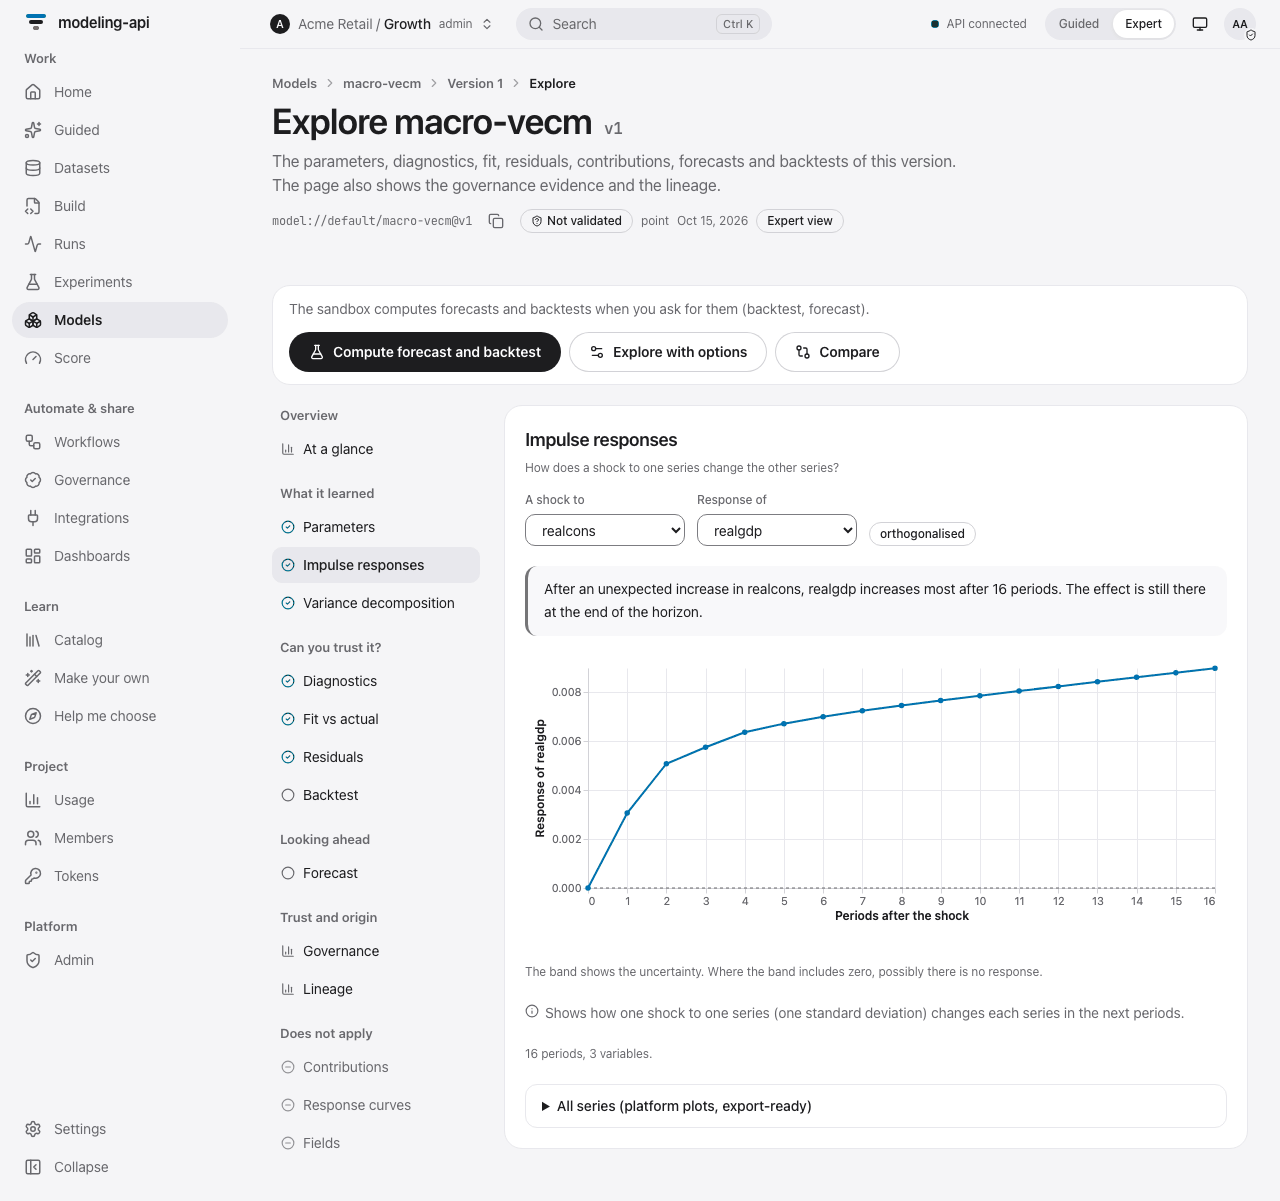 modeling-api
A
Acme Retail / Growth admin
Search
Ctrl K
API connected
Guided
Expert
AA
Work
Home
Guided
Datasets
Build
Runs
Experiments
Models
Score
Automate & share
Workflows
Governance
Integrations
Dashboards
Learn
Catalog
Make your own
Help me choose
Project
Usage
Members
Tokens
Platform
Admin
Settings
Collapse
Models
macro-vecm
Version 1
Explore
Explore macro-vecm v1
The parameters, diagnostics, fit, residuals, contributions, forecasts and backtests of this version.
The page also shows the governance evidence and the lineage.
model://default/macro-vecm@v1
Not validated
point
Oct 15, 2026
Expert view
The sandbox computes forecasts and backtests when you ask for them (backtest, forecast).
Compute forecast and backtest
Explore with options
Compare
Overview
At a glance
What it learned
Parameters
Impulse responses
Variance decomposition
Can you trust it?
Diagnostics
Fit vs actual
Residuals
Backtest
Looking ahead
Forecast
Trust and origin
Governance
Lineage
Does not apply
Contributions
Response curves
Fields
Impulse responses
How does a shock to one series change the other series?
A shock to
Response of
realcons
realgdp
orthogonalised
After an unexpected increase in realcons, realgdp increases most after 16 periods. The effect is still there
at the end of the horizon.
Response of realgdp
0.008
0.006
0.004
0.002
0.000
0 1 2 3 4 5 6 7 8 9 10 11 12 13 14 15 16
Periods after the shock
The band shows the uncertainty. Where the band includes zero, possibly there is no response.
Shows how one shock to one series (one standard deviation) changes each series in the next periods.
16 periods, 3 variables.
All series (platform plots, export-ready)